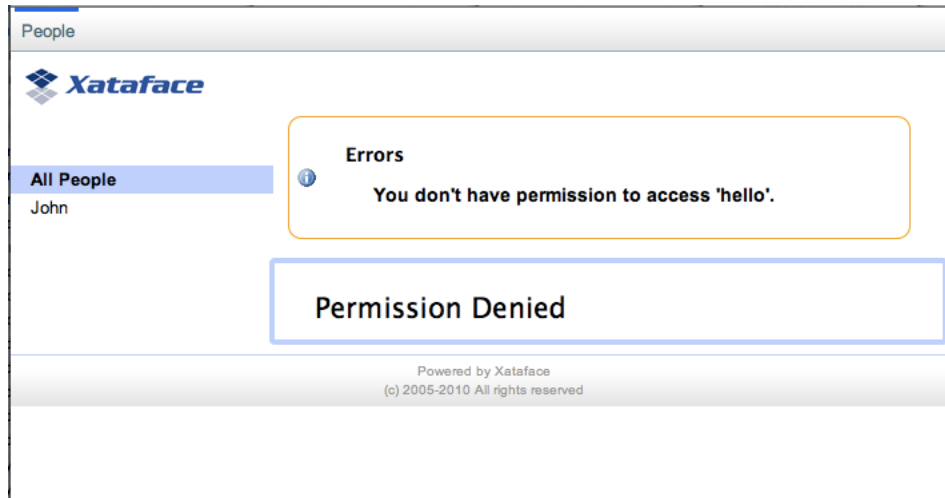 People
Xataface
Errors
You don't have permission to access 'hello'.
All People
John
Permission Denied
Powered by Xataface
(c) 2005-2010 All rights reserved